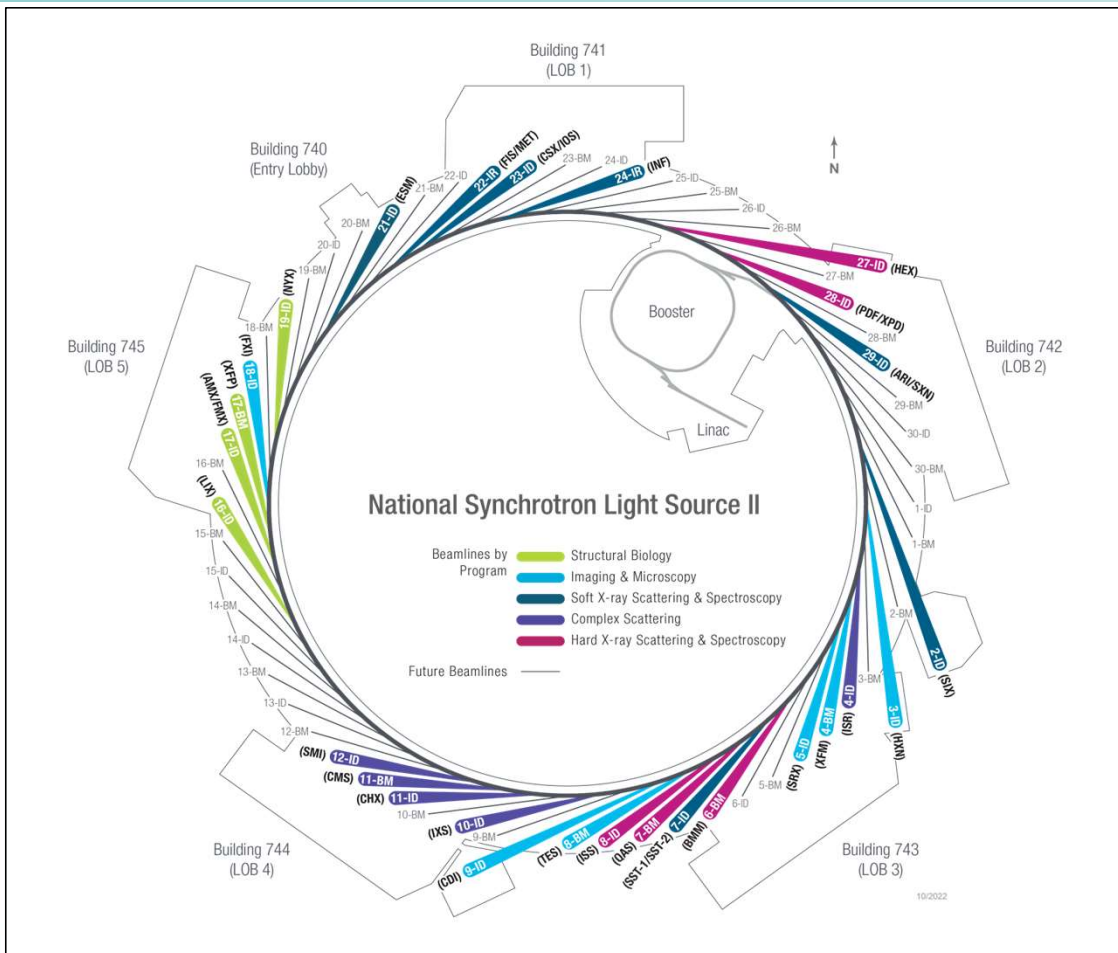 Building 741
(LOB 1)
Building 740
(Entry Lobby)
N
22-IR (FIS/MET)
23-ID (CSX/IOS)
23-BM
24-ID
24-IR (INF)
25-ID
25-BM
26-ID
26-BM
27-ID (HEX)
27-BM
28-ID (PDF/XPD)
28-BM
29-ID (ARI/SXN)
29-BM
30-ID
30-BM
1-ID
1-BM
2-BM
2-ID (SIX)
3-BM
3-ID (HXN)
4-ID (ISR)
4-BM (XFM)
5-ID (SRX)
5-BM
6-ID
6-BM (BMM)
7-ID (SST-1/SST-2)
7-BM (QAS)
8-ID (ISS)
8-BM (TES)
(CDI) 9-ID
9-BM
(IXS) 10-ID
10-BM
(CHX) 11-ID
(CMS) 11-BM
(SMI) 12-ID
12-BM
13-ID
13-BM
14-ID
14-BM
15-ID
15-BM
(LIX) 16-ID
16-BM
(AMX/FMX) 17-ID
(XFP) 17-BM
(FXI) 18-ID
18-BM
19-ID (NYX)
19-BM
20-ID
20-BM
21-ID (ESM)
21-BM
22-ID
Building 745
(LOB 5)
Building 742
(LOB 2)
Booster
Linac
National Synchrotron Light Source II
Beamlines by
Program
Structural Biology
Imaging & Microscopy
Soft X-ray Scattering & Spectroscopy
Complex Scattering
Hard X-ray Scattering & Spectroscopy
Future Beamlines
Building 744
(LOB 4)
Building 743
(LOB 3)
10/2022